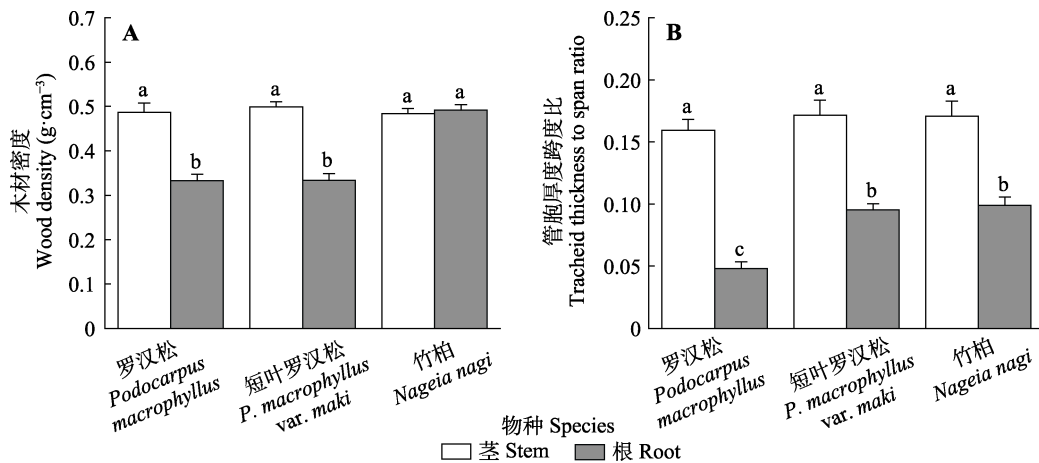 A
木材密度
Wood density (g·cm⁻³)
0.7
0.6
0.5
0.4
0.3
0.2
0.1
0
a
b
a
b
a
a
罗汉松
Podocarpus
macrophyllus
短叶罗汉松
P. macrophyllus
var. maki
竹柏
Nageia nagi
B
管胞厚度跨度比
Tracheid thickness to span ratio
0.25
0.20
0.15
0.10
0.05
0
a
c
a
b
a
b
罗汉松
Podocarpus
macrophyllus
短叶罗汉松
P. macrophyllus
var. maki
竹柏
Nageia nagi
物种 Species
茎 Stem
根 Root